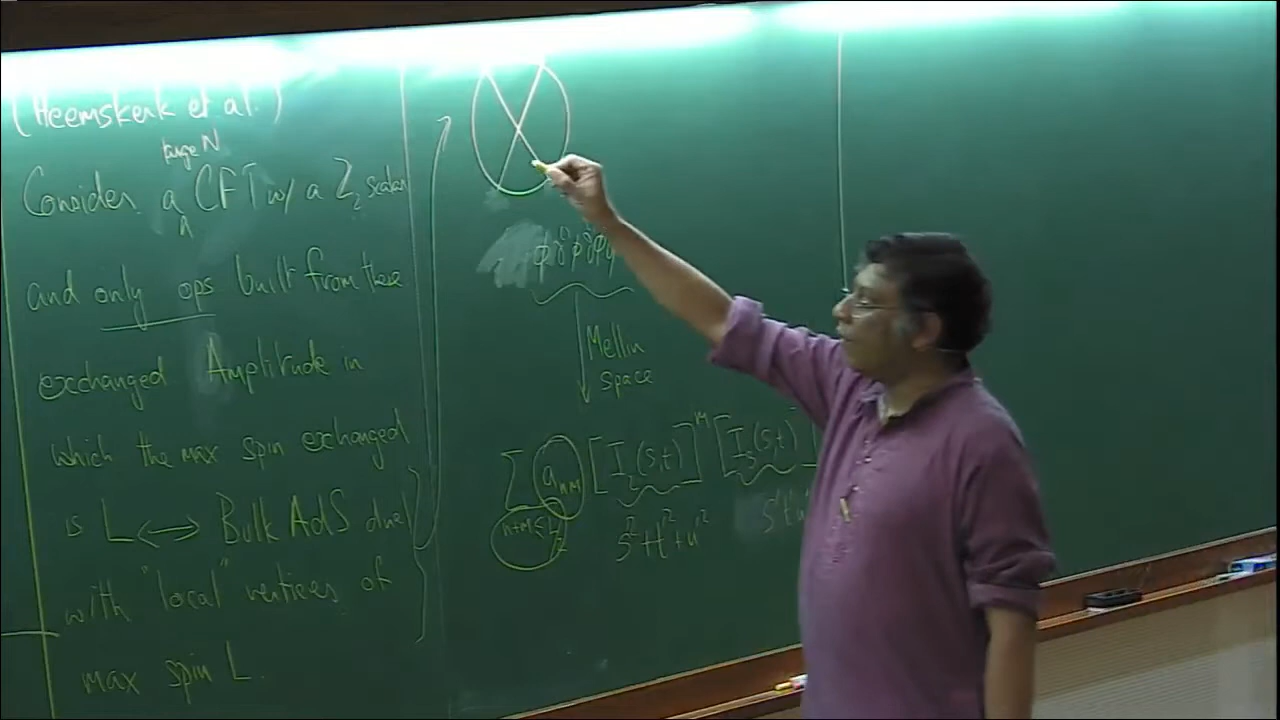 (Heemskerk et al.)
large N
Consider a ^ CFT w/ a Z₂ scalar
and only ops built from these
exchanged Amplitude in
which the max spin exchanged
is L ⟺ Bulk AdS dual
with "local" vertices of
max spin L.
Mellin
space
∑ a_{nm} [I₂(s,t)]^m [I₃(s,t)
n+m ≤ L/2
s²+t²+u²